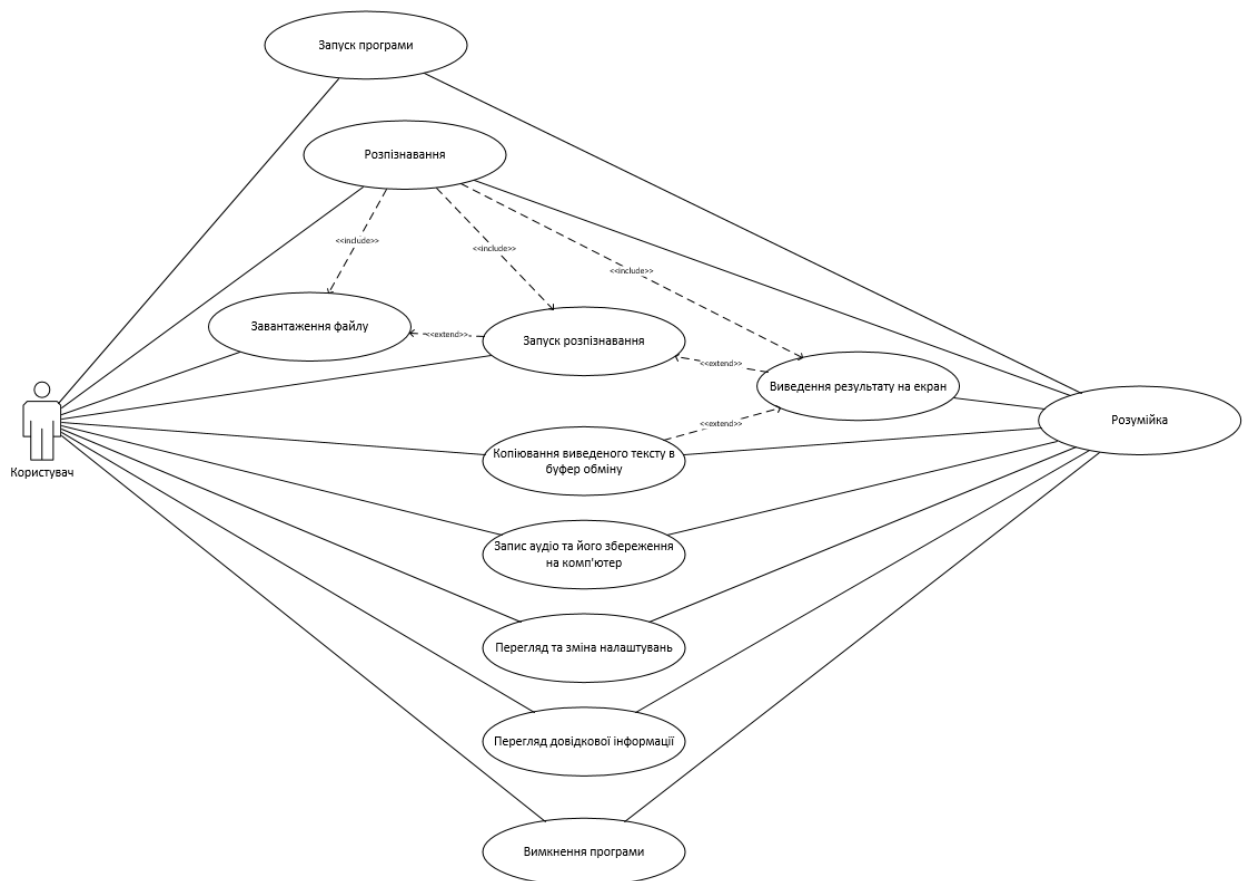 Запуск програми
Розпізнавання
<<include>>
<<include>>
<<include>>
Завантаження файлу
<<extend>>
Запуск розпізнавання
<<extend>>
Виведення результату на екран
<<extend>>
Розумійка
Користувач
Копіювання виведеного тексту в
буфер обміну
Запис аудіо та його збереження
на комп'ютер
Перегляд та зміна налаштувань
Перегляд довідкової інформації
Вимкнення програми